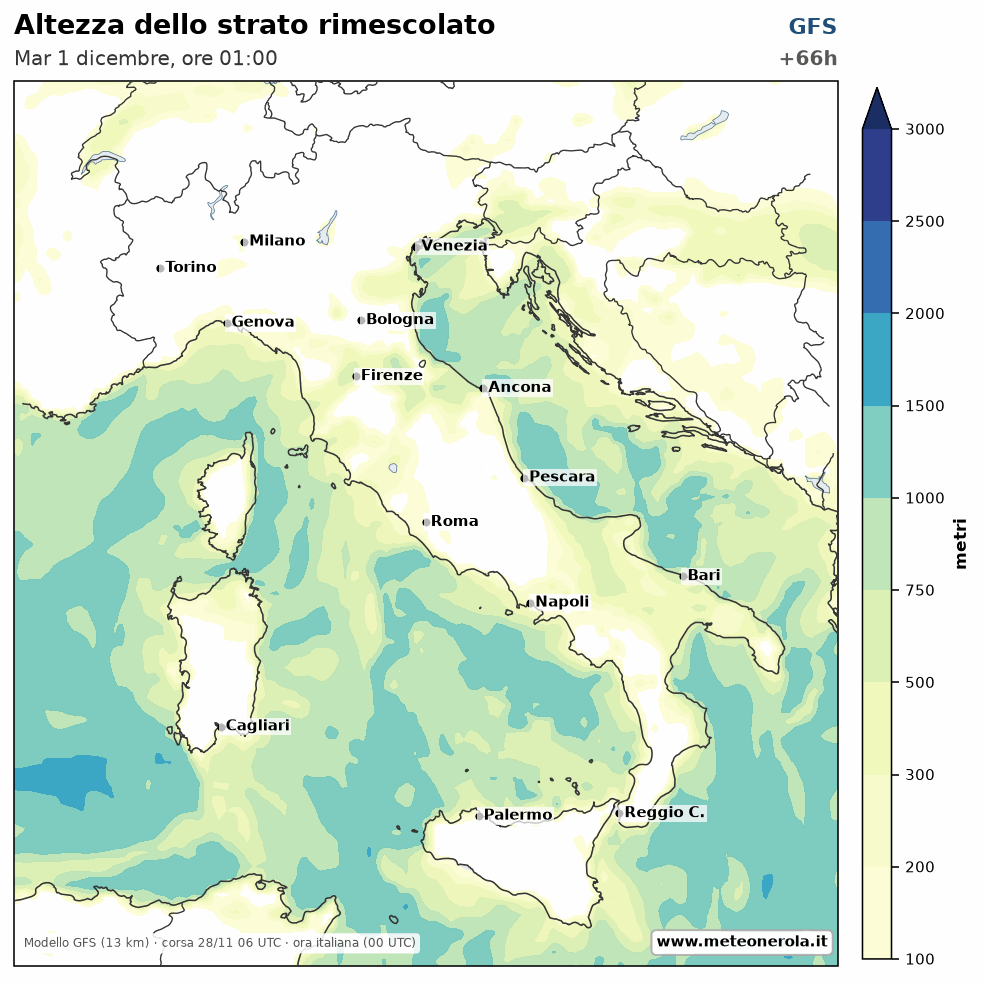 Altezza dello strato rimescolato
GFS
Mar 1 dicembre, ore 01:00
+66h
3000
2500
2000
1500
1000
750
500
300
200
100
metri
Milano
Venezia
Torino
Genova
Bologna
Firenze
Ancona
Pescara
Roma
Bari
Napoli
Cagliari
Palermo
Reggio C.
Modello GFS (13 km) · corsa 28/11 06 UTC · ora italiana (00 UTC)
www.meteonerola.it